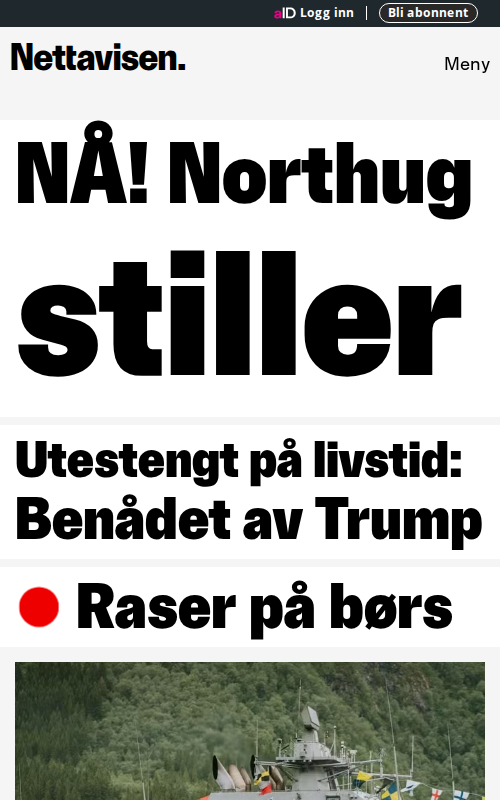 aID Logg inn
Bli abonnent
Nettavisen.
Meny
NÅ! Northug
stiller
Utestengt på livstid:
Benådet av Trump
Raser på børs